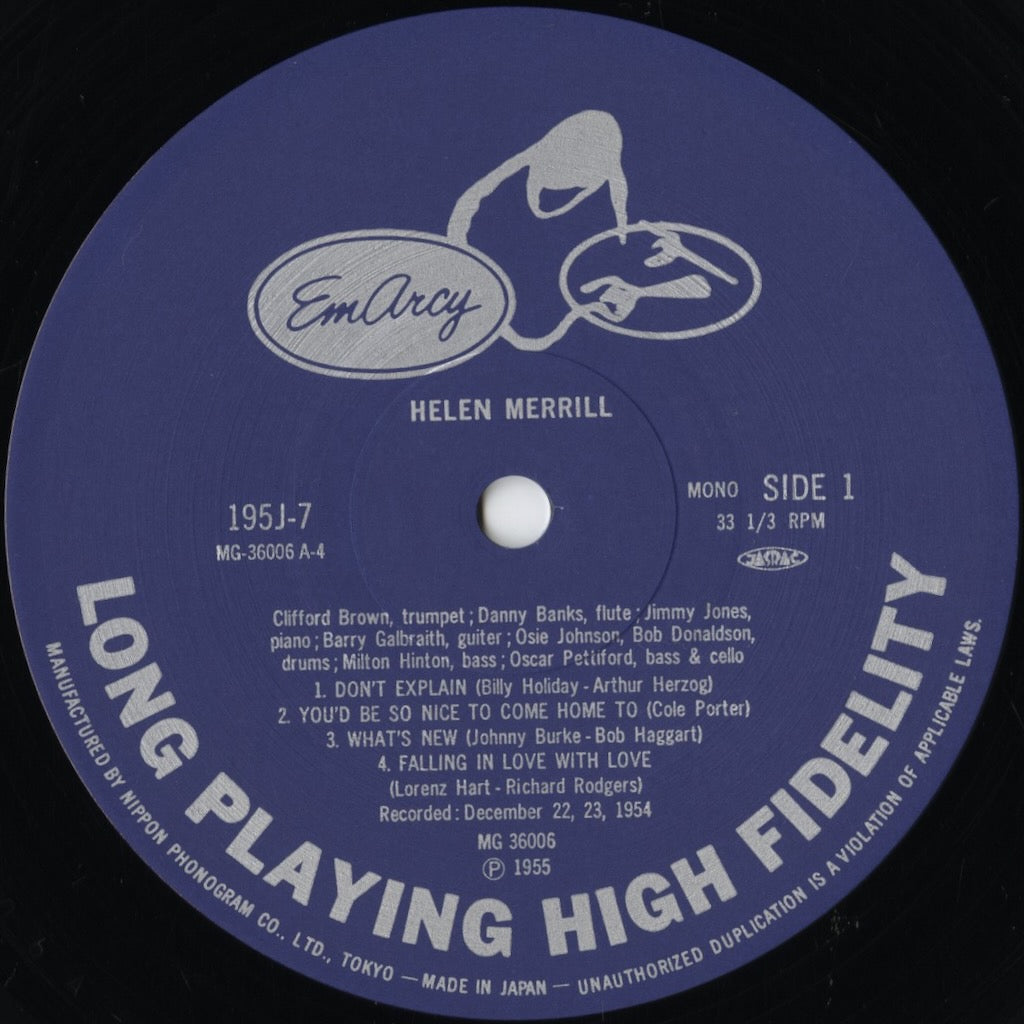 EmArcy
HELEN MERRILL
195J-7
MG-36006 A-4
MONO SIDE 1
33 1/3 RPM
JASRAC
Clifford Brown, trumpet ; Danny Banks, flute ; Jimmy Jones,
piano ; Barry Galbraith, guiter ; Osie Johnson, Bob Donaldson,
drums ; Milton Hinton, bass ; Oscar Pettiford, bass & cello
1. DON'T EXPLAIN (Billy Holiday - Arthur Herzog)
2. YOU'D BE SO NICE TO COME HOME TO (Cole Porter)
3. WHAT'S NEW (Johnny Burke - Bob Haggart)
4. FALLING IN LOVE WITH LOVE
(Lorenz Hart - Richard Rodgers)
Recorded : December 22, 23, 1954
MG 36006
Ⓟ 1955
LONG PLAYING HIGH FIDELITY
MANUFACTURED BY NIPPON PHONOGRAM CO., LTD., TOKYO — MADE IN JAPAN — UNAUTHORIZED DUPLICATION IS A VIOLATION OF APPLICABLE LAWS.